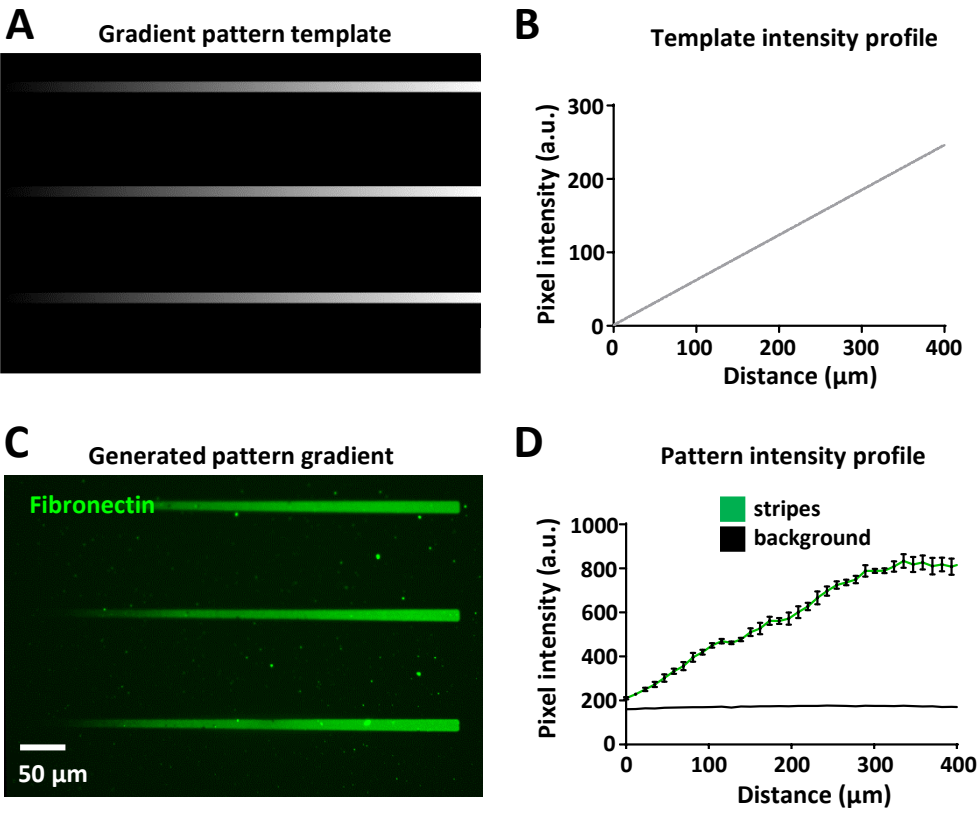 A
Gradient pattern template
B
Template intensity profile
Pixel intensity (a.u.)
300
200
100
0
0 100 200 300 400
Distance (µm)
C
Generated pattern gradient
Fibronectin
50 µm
D
Pattern intensity profile
stripes
background
Pixel intensity (a.u.)
1000
800
600
400
200
0
0 100 200 300 400
Distance (µm)